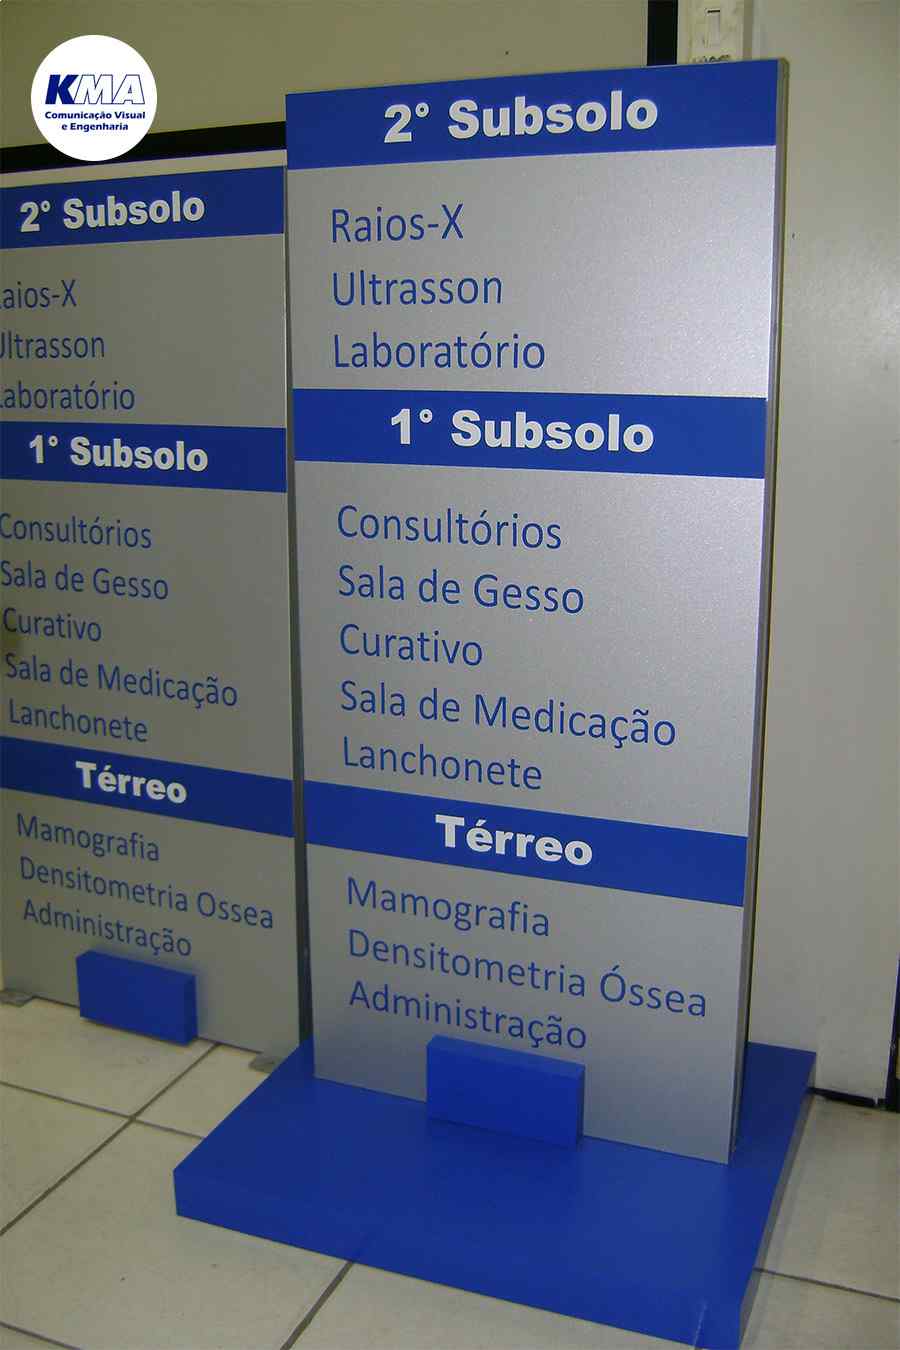 KMA
Comunicação Visual
e Engenharia
2° Subsolo
Raios-X
Ultrasson
Laboratório
1° Subsolo
Consultórios
Sala de Gesso
Curativo
Sala de Medicação
Lanchonete
Térreo
Mamografia
Densitometria Óssea
Administração
2° Subsolo
aios-X
Ultrasson
Laboratório
1° Subsolo
Consultórios
Sala de Gesso
Curativo
Sala de Medicação
Lanchonete
Térreo
Mamografia
Densitometria Ossea
Administração